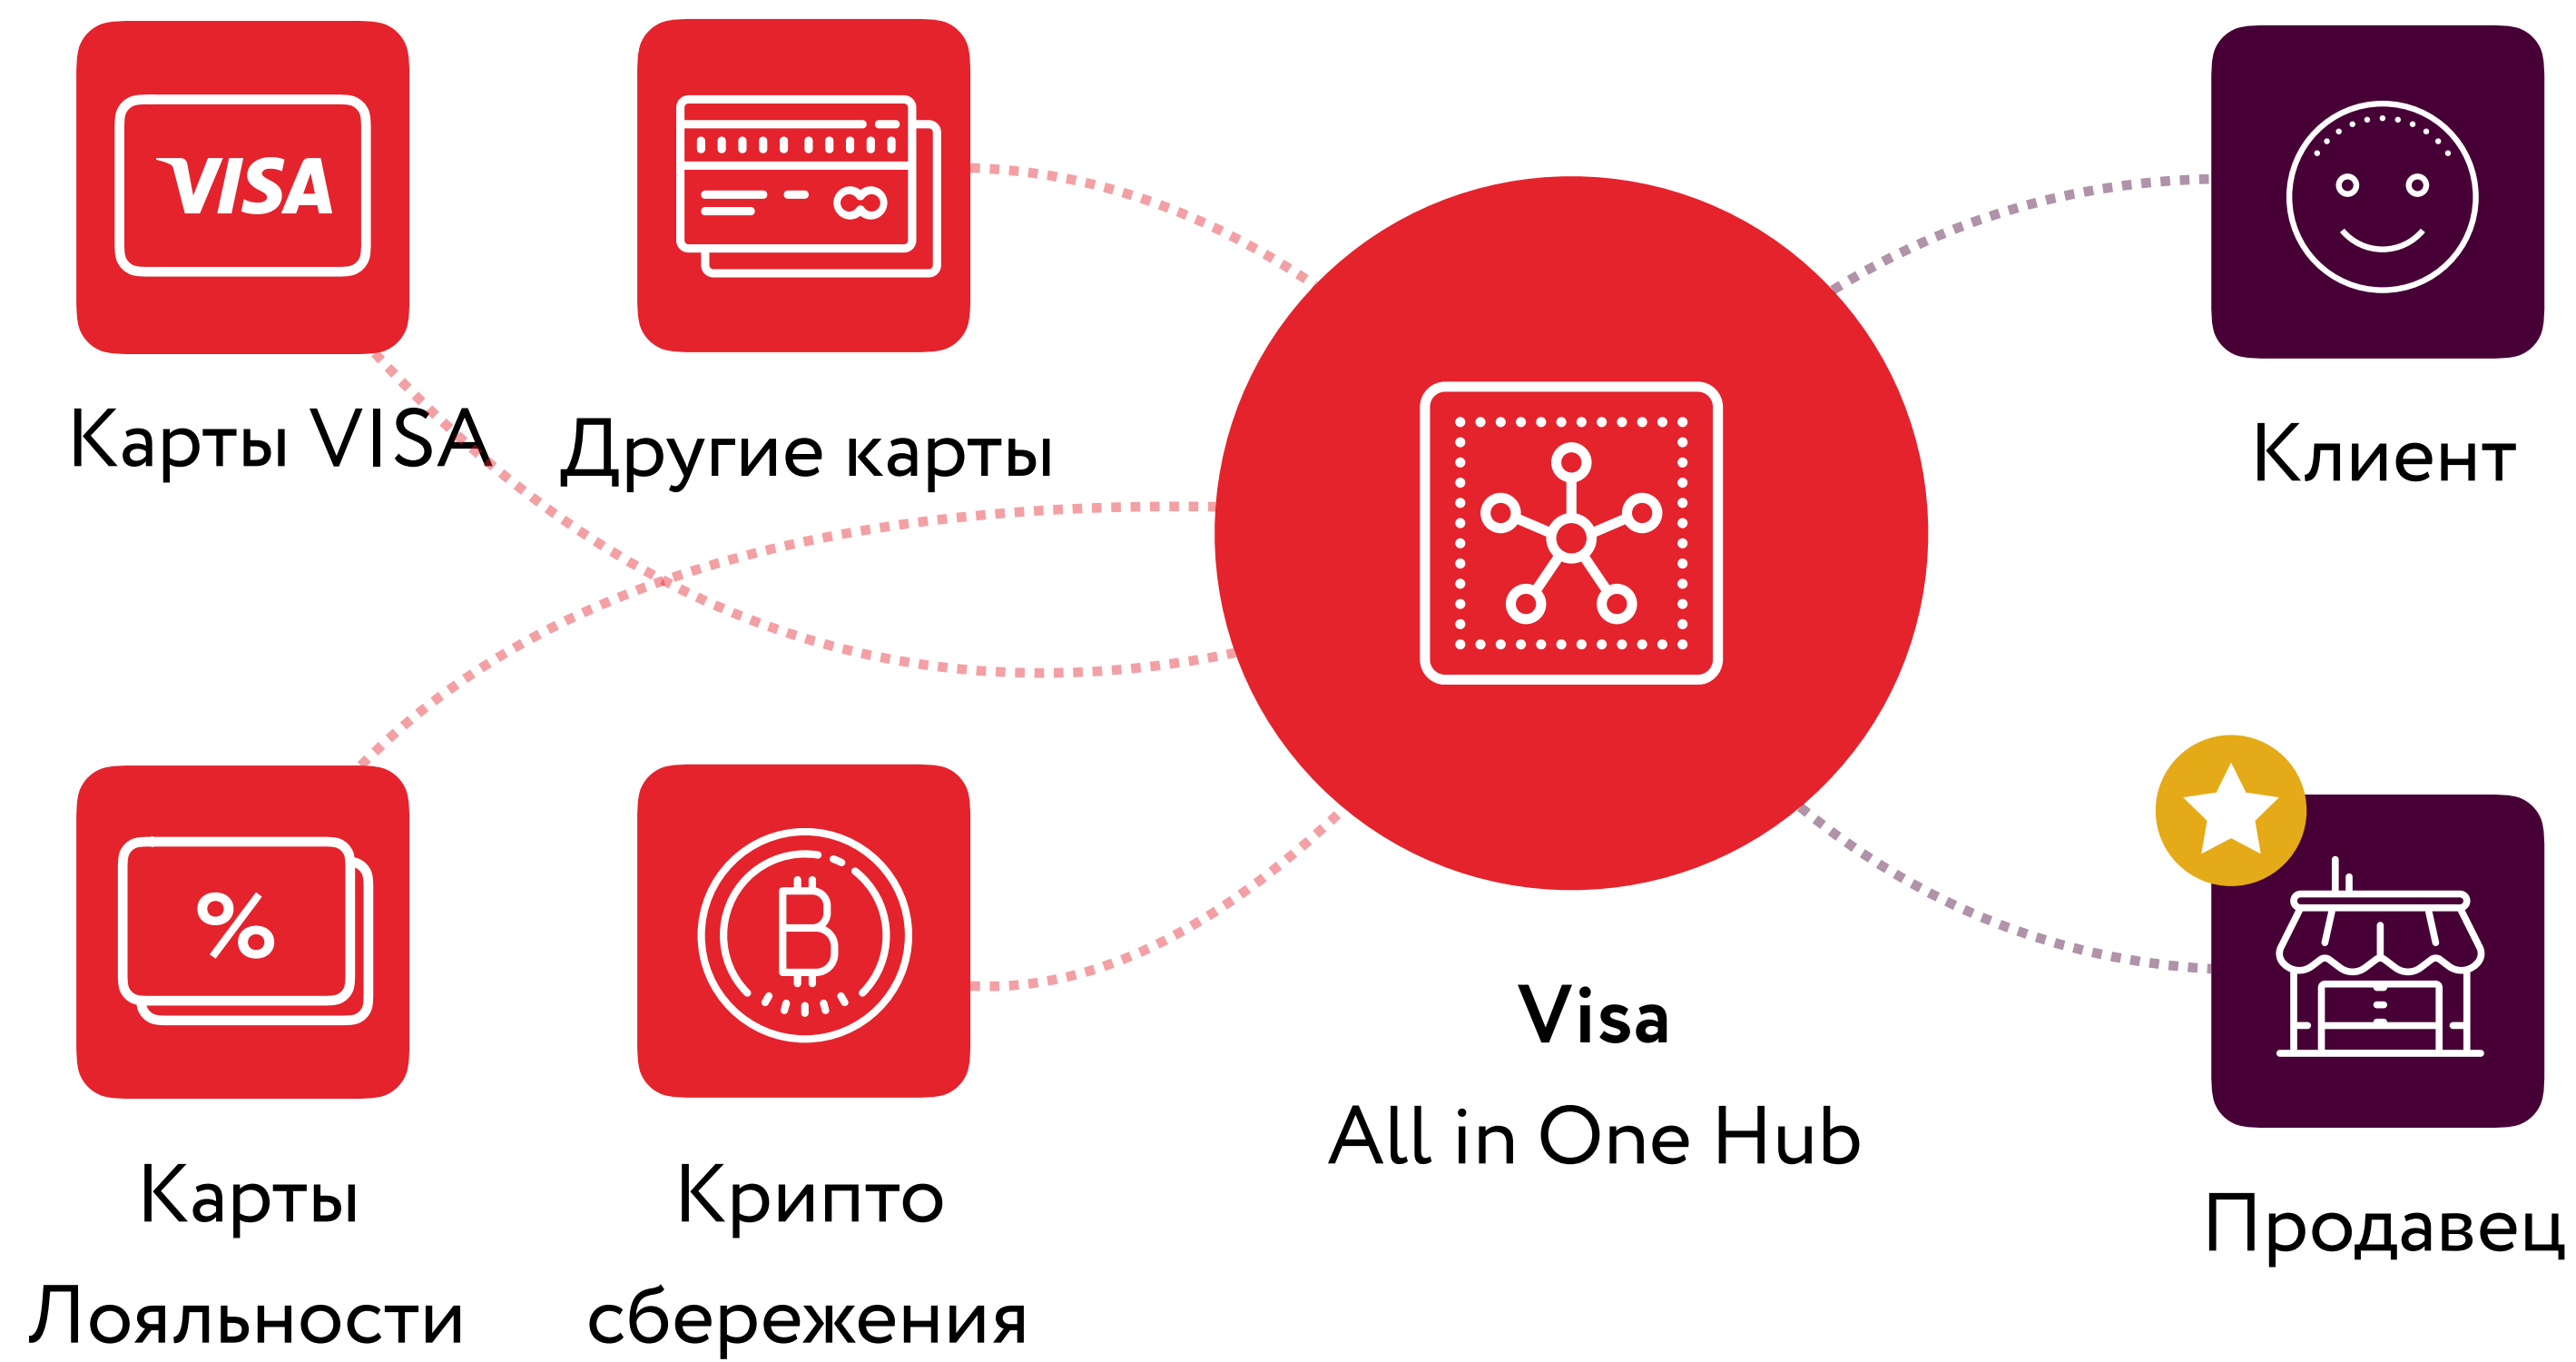 VISA
Карты VISA
Другие карты
Клиент
%
Карты
Лояльности
Крипто
сбережения
Visa
All in One Hub
Продавец